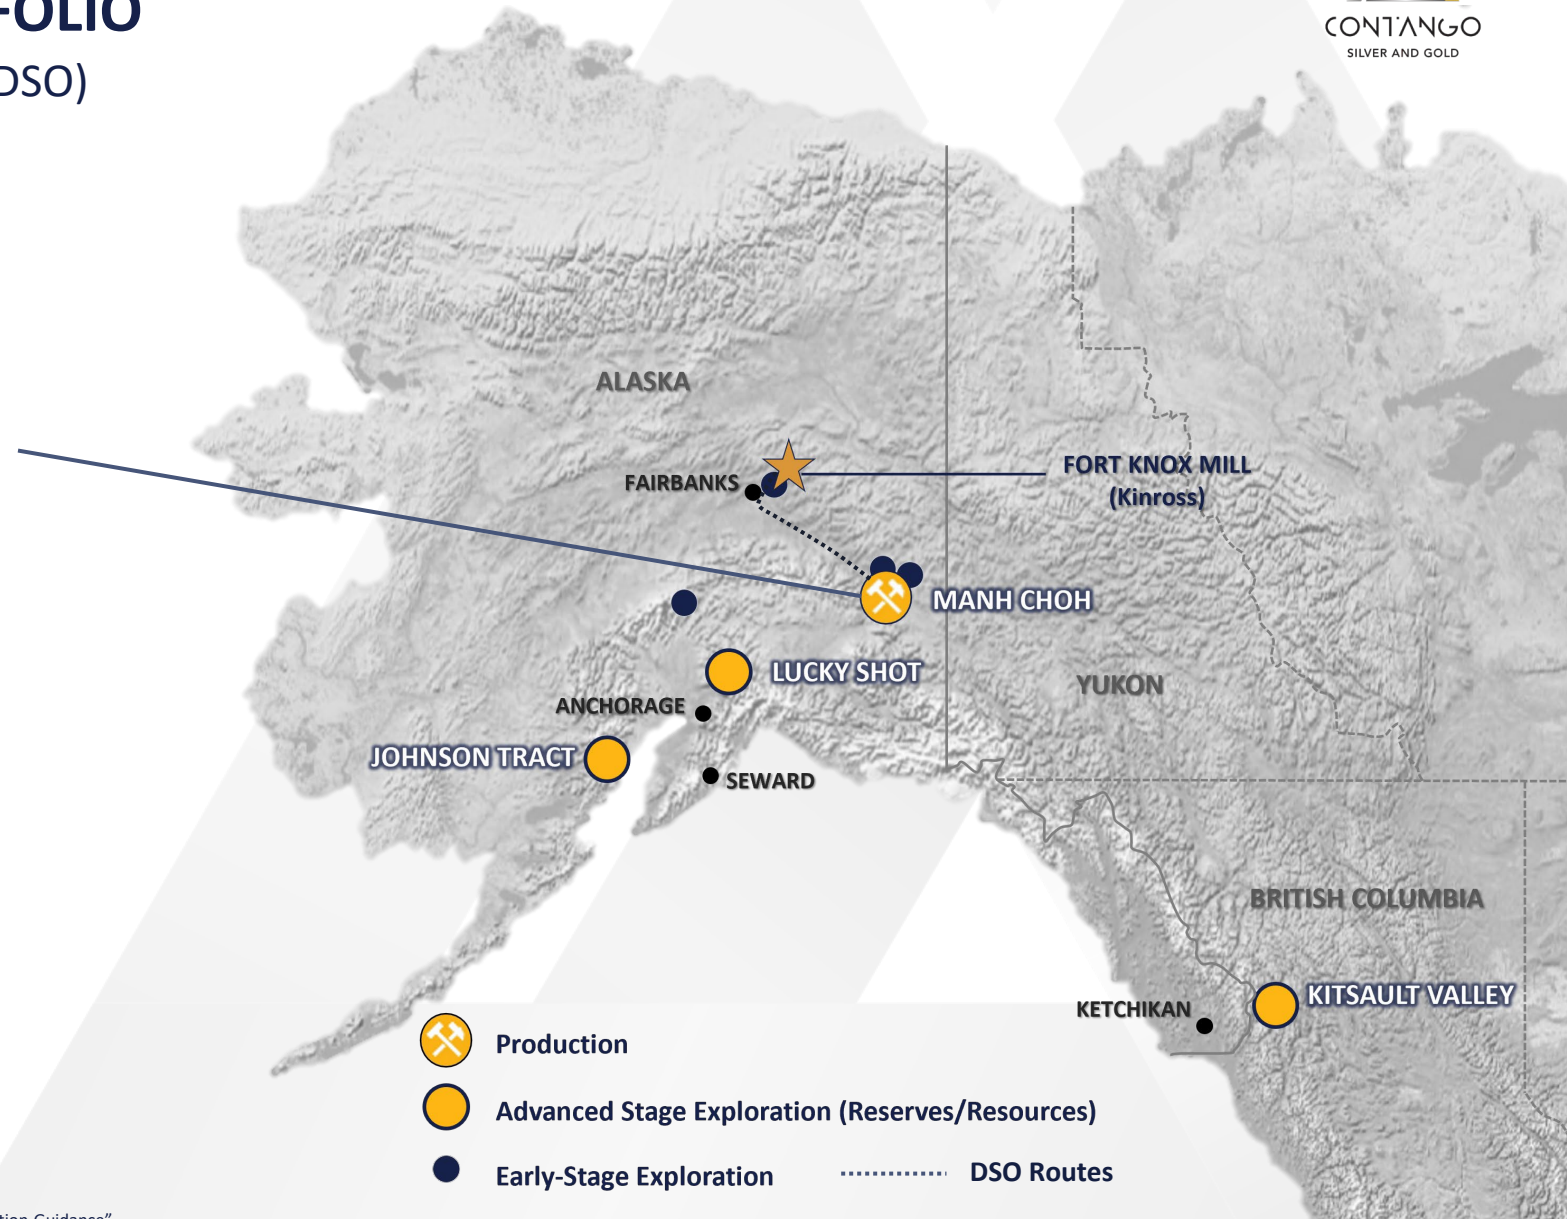 FOLIO
DSO)
CONTANGO
SILVER AND GOLD
ALASKA
FAIRBANKS
FORT KNOX MILL
(Kinross)
MANH CHOH
LUCKY SHOT
YUKON
ANCHORAGE
JOHNSON TRACT
SEWARD
BRITISH COLUMBIA
KITSAULT VALLEY
KETCHIKAN
Production
Advanced Stage Exploration (Reserves/Resources)
Early-Stage Exploration
DSO Routes